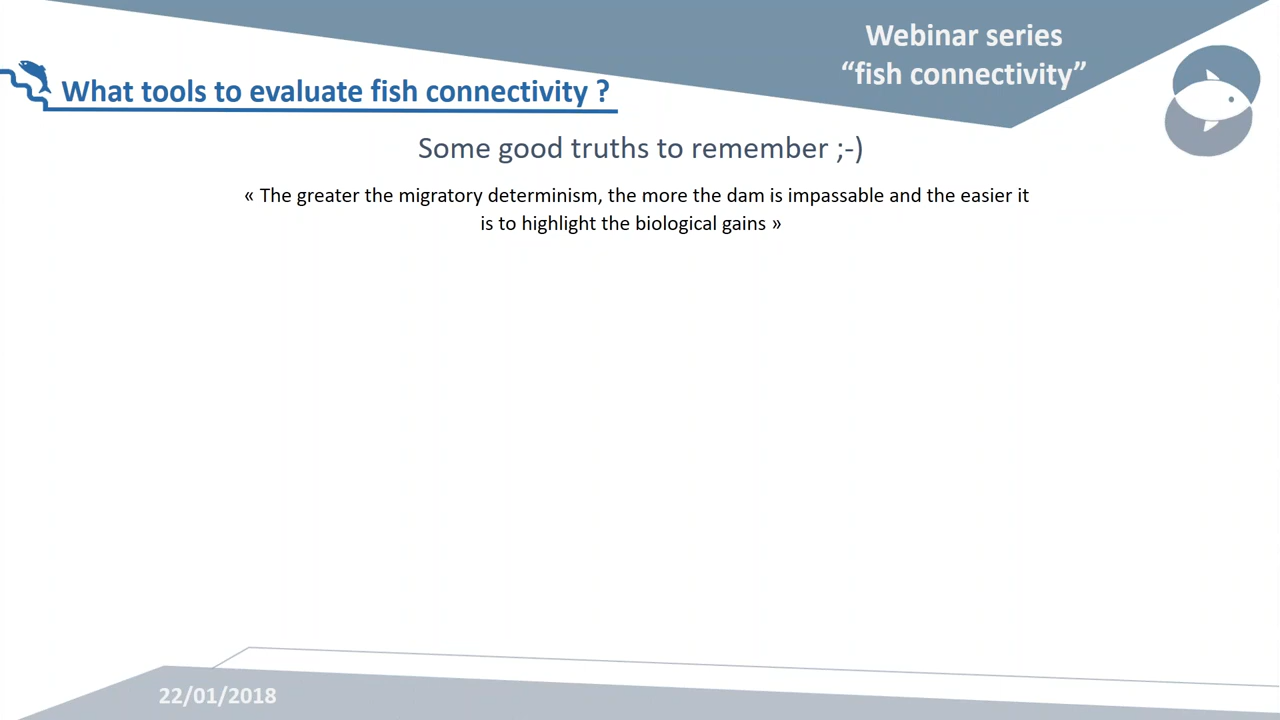 Webinar series
“fish connectivity”
What tools to evaluate fish connectivity ?
Some good truths to remember ;-)
« The greater the migratory determinism, the more the dam is impassable and the easier it
is to highlight the biological gains »
22/01/2018